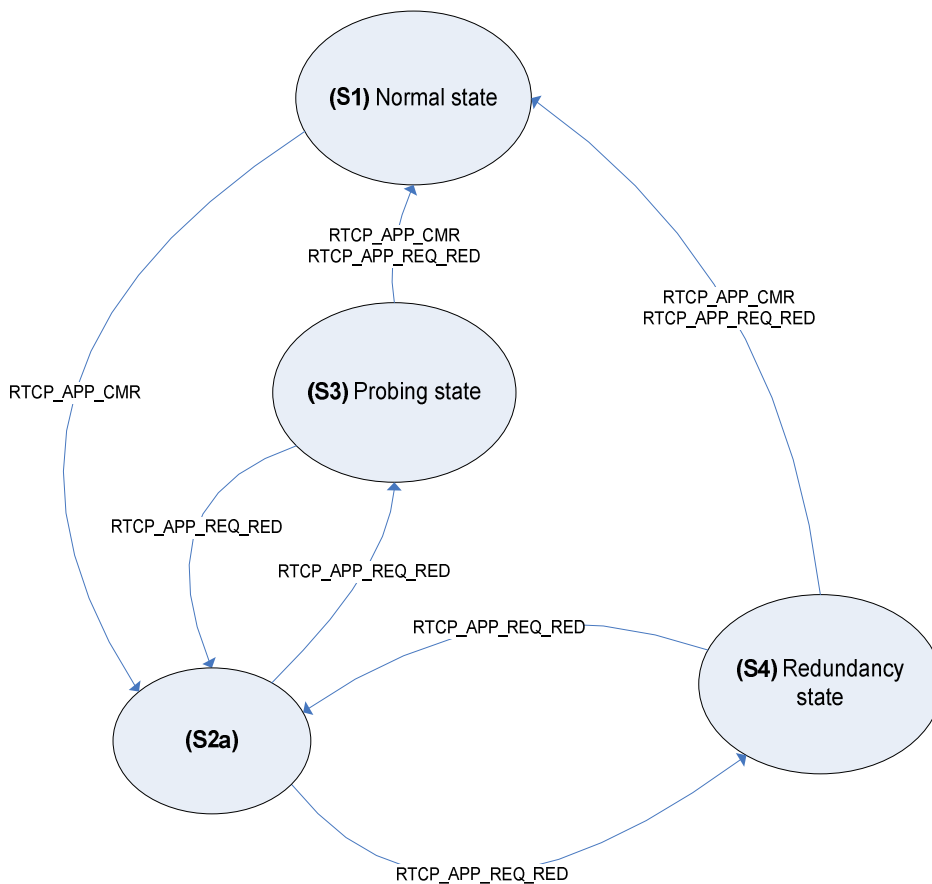 (S1) Normal state
RTCP_APP_CMR
RTCP_APP_REQ_RED
RTCP_APP_CMR
RTCP_APP_REQ_RED
RTCP_APP_CMR
(S3) Probing state
RTCP_APP_REQ_RED
RTCP_APP_REQ_RED
RTCP_APP_REQ_RED
(S4) Redundancy
state
(S2a)
RTCP_APP_REQ_RED